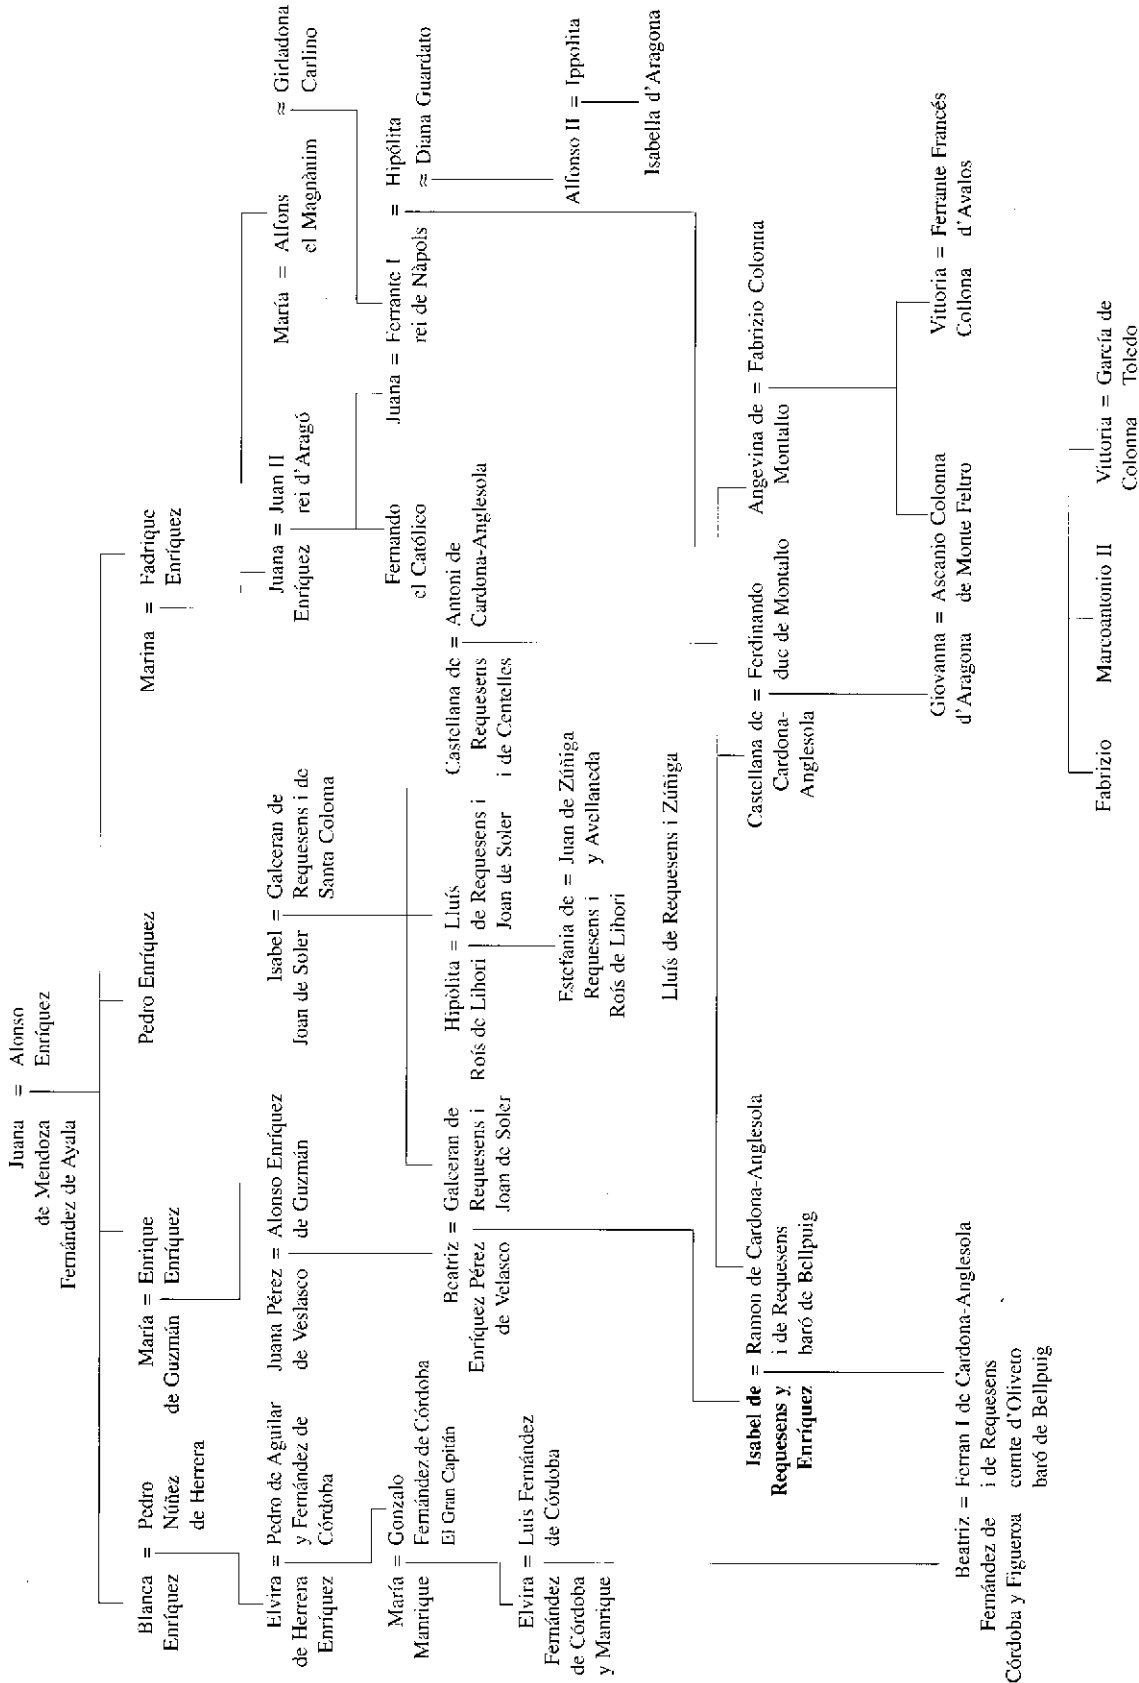 Juana = Alonso
de Mendoza Enríquez
Fernández de Ayala
Blanca = Pedro
Enríquez Núñez
de Herrera
María = Enrique
de Guzmán Enríquez
Pedro Enríquez
Marina = Fadrique
Enríquez
Elvira = Pedro de Aguilar
de Herrera y Fernández de
Enríquez Córdoba
Juana Pérez = Alonso Enríquez
de Veslasco de Guzmán
Isabel = Galceran de
Joan de Soler Requesens i de
Santa Coloma
Juana = Juan II
Enríquez rei d'Aragó
María = Alfons
el Magnànim
≈ Girladona
Carlino
María = Gonzalo
Manrique Fernández de Córdoba
El Gran Capitán
Beatriz = Galceran de
Enríquez Pérez Requesens i
de Velasco Joan de Soler
Hipòlita = Lluís
Roís de Lihori de Requesens i
Joan de Soler
Castellana de = Antoni de
Requesens Cardona-Anglesola
i de Centelles
Fernando
el Católico
Juana = Ferrante I = Hipòlita
rei de Nàpols ≈ Diana Guardato
Elvira = Luis Fernández
Fernández de Córdoba
de Córdoba
y Manrique
Estefania de = Juan de Zúñiga
Requesens i y Avellaneda
Roís de Lihori
Alfonso II = Ippolita
Lluís de Requesens i Zúñiga
Isabella d'Aragona
Isabel de = Ramon de Cardona-Anglesola
Requesens y i de Requesens
Enríquez baró de Bellpuig
Castellana de = Ferdinando
Cardona- duc de Montalto
Anglesola
Angevina de = Fabrizio Colonna
Montalto
Beatriz = Ferran I de Cardona-Anglesola
Fernández de i de Requesens
Córdoba y Figueroa comte d'Oliveto
baró de Bellpuig
Giovanna = Ascanio Colonna
d'Aragona de Monte Feltro
Vittoria = Ferrante Francés
Collona d'Avalos
Fabrizio
Marcoantonio II
Vittoria = García de
Colonna Toledo